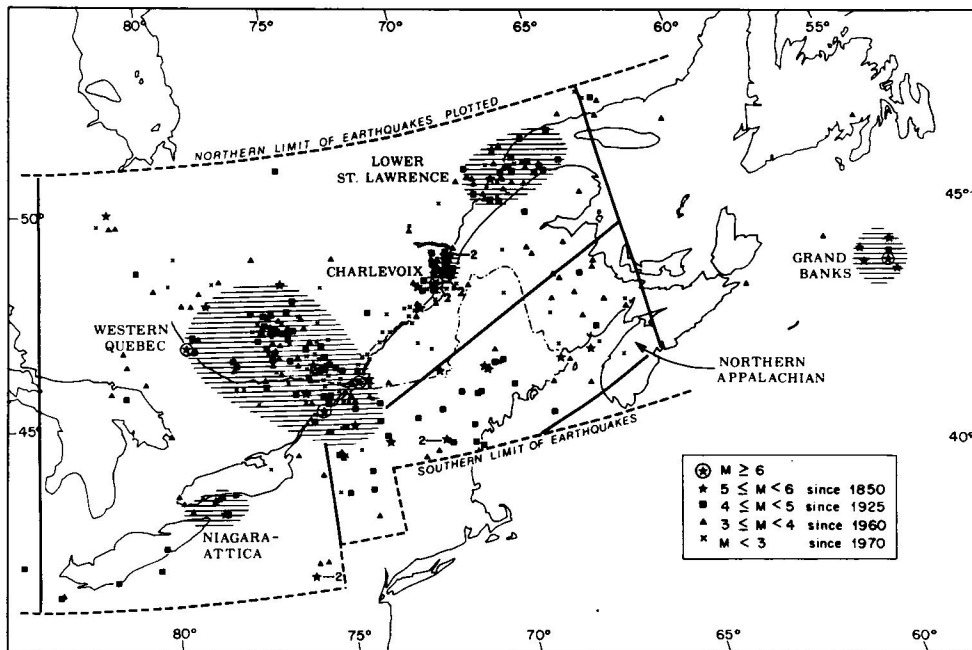 80° 75° 70° 65° 60° 55°
NORTHERN LIMIT OF EARTHQUAKES PLOTTED
LOWER
ST. LAWRENCE
45°
50°
2
CHARLEVOIX
2
GRAND
BANKS
WESTERN
QUEBEC
NORTHERN
APPALACHIAN
45°
2
SOUTHERN LIMIT OF EARTHQUAKES
40°
M ≥ 6
5 ≤ M < 6 since 1850
4 ≤ M < 5 since 1925
3 ≤ M < 4 since 1960
M < 3 since 1970
NIAGARA-
ATTICA
2
80° 75° 70° 65° 60°